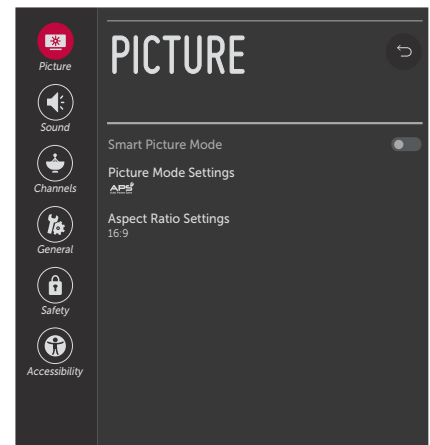 PICTURE
Picture
Sound
Channels
General
Safety
Accessibility
Smart Picture Mode
Picture Mode Settings
APS
Aspect Ratio Settings
16:9